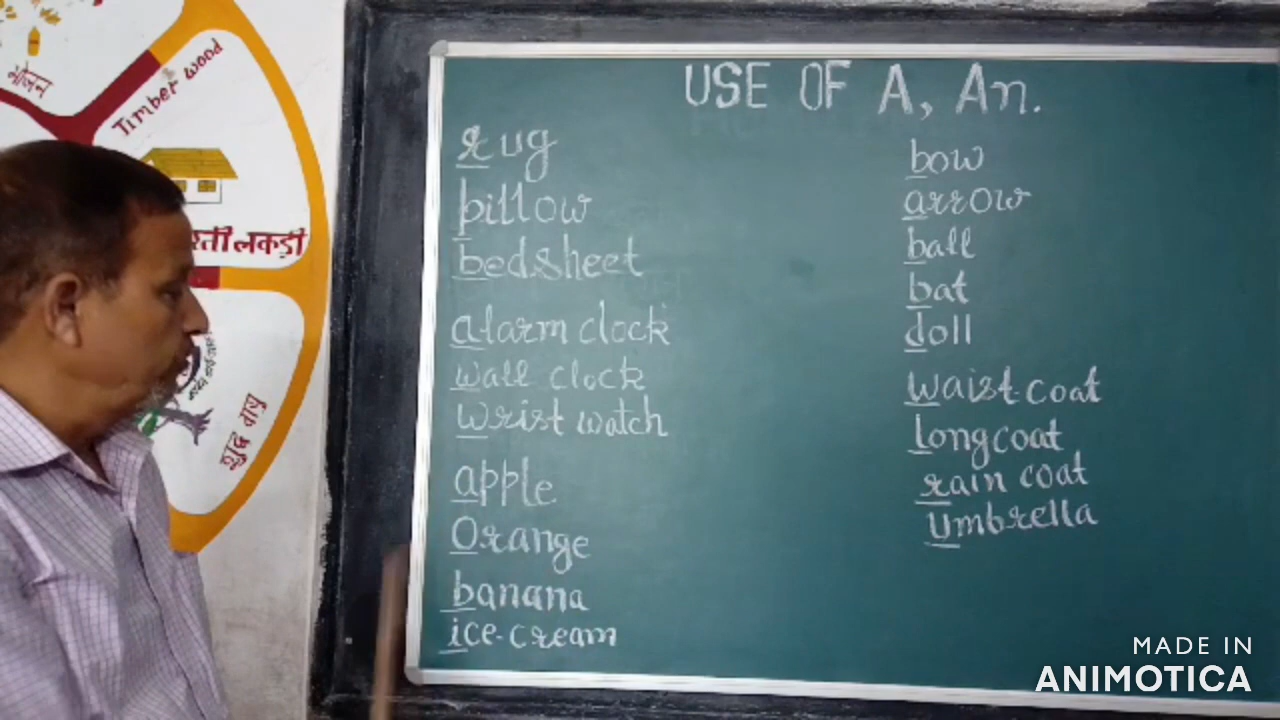 भोजन
Timber wood
लकड़ी
शुद्ध वायु
USE OF A, An.
rug
pillow
bedsheet
alarm clock
wall clock
wrist watch
apple
Orange
banana
ice-cream
bow
arrow
ball
bat
doll
waist-coat
longcoat
rain coat
Umbrella
MADE IN
ANIMOTICA